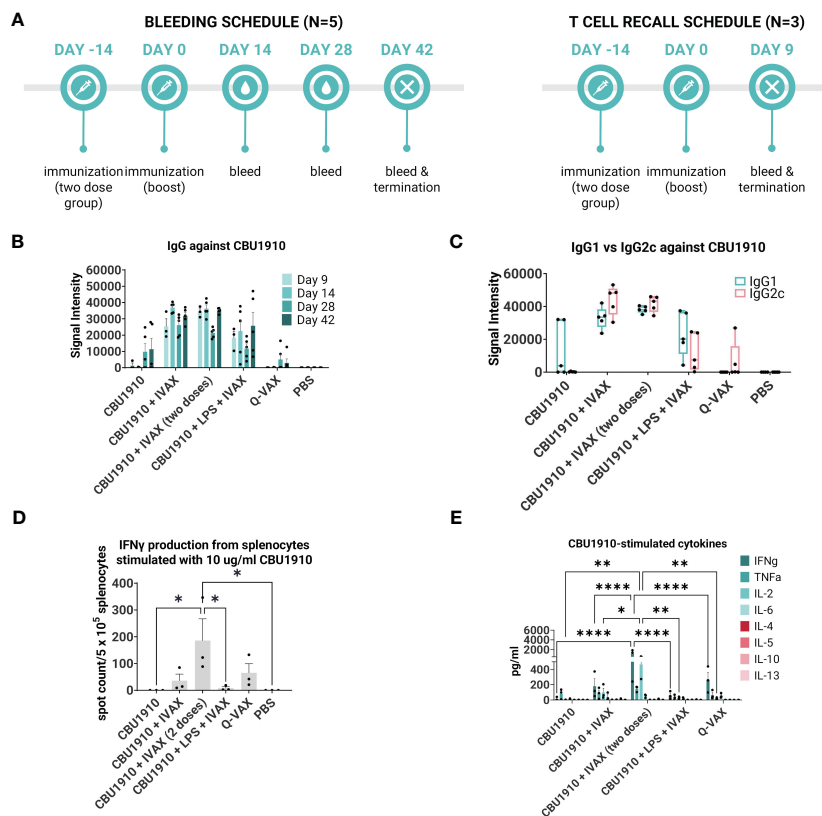 A
BLEEDING SCHEDULE (N=5)
DAY -14
DAY 0
DAY 14
DAY 28
DAY 42
immunization
(two dose
group)
immunization
(boost)
bleed
bleed
bleed &
termination
T CELL RECALL SCHEDULE (N=3)
DAY -14
DAY 0
DAY 9
immunization
(two dose
group)
immunization
(boost)
bleed &
termination
B
IgG against CBU1910
Signal Intensity
60000
50000
40000
30000
20000
10000
0
Day 9
Day 14
Day 28
Day 42
CBU1910
CBU1910 + IVAX
CBU1910 + IVAX (two doses)
CBU1910 + LPS + IVAX
Q-VAX
PBS
C
IgG1 vs IgG2c against CBU1910
Signal Intensity
60000
40000
20000
0
IgG1
IgG2c
CBU1910
CBU1910 + IVAX
CBU1910 + IVAX (two doses)
CBU1910 + LPS + IVAX
Q-VAX
PBS
D
IFNγ production from splenocytes
stimulated with 10 ug/ml CBU1910
spot count/5 x 10⁵ splenocytes
400
300
200
100
0
*
*
*
CBU1910
CBU1910 + IVAX
CBU1910 + IVAX (2 doses)
CBU1910 + LPS + IVAX
Q-VAX
PBS
E
CBU1910-stimulated cytokines
pg/ml
6000
4000
2000
400
200
0
**
**
****
****
*
**
****
****
IFNg
TNFa
IL-2
IL-6
IL-4
IL-5
IL-10
IL-13
CBU1910
CBU1910 + IVAX
CBU1910 + IVAX (two doses)
CBU1910 + LPS + IVAX
Q-VAX